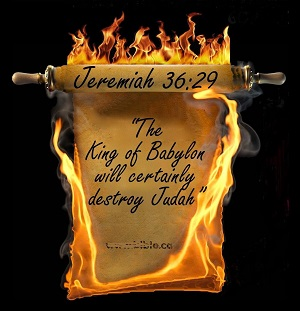 Jeremiah 36:29
"The
King of Babylon
will certainly
destroy Judah"